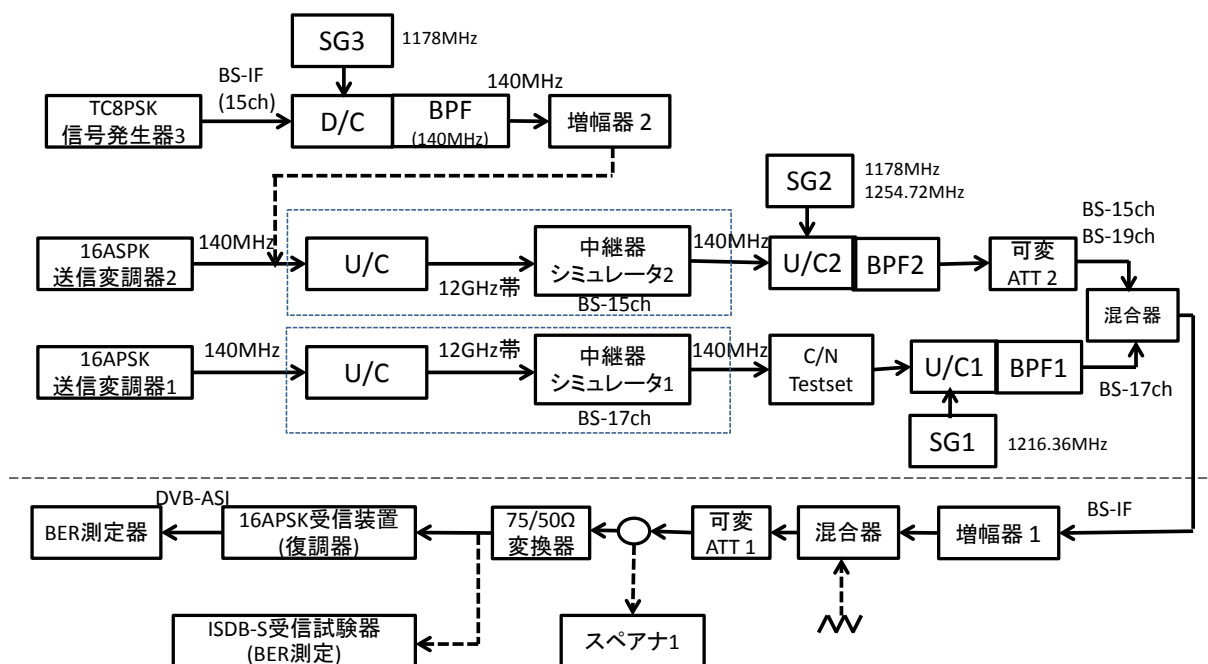 SG3
1178MHz
BS-IF
(15ch)
140MHz
TC8PSK
信号発生器3
D/C
BPF
(140MHz)
増幅器 2
SG2
1178MHz
1254.72MHz
16ASPK
送信変調器2
140MHz
U/C
12GHz帯
中継器
シミュレータ2
BS-15ch
140MHz
U/C2
BPF2
可変
ATT 2
BS-15ch
BS-19ch
混合器
16APSK
送信変調器1
140MHz
U/C
12GHz帯
中継器
シミュレータ1
BS-17ch
140MHz
C/N
Testset
U/C1
BPF1
BS-17ch
SG1
1216.36MHz
DVB-ASI
BER測定器
16APSK受信装置
(復調器)
75/50Ω
変換器
可変
ATT 1
混合器
増幅器 1
BS-IF
ISDB-S受信試験器
(BER測定)
スペアナ1